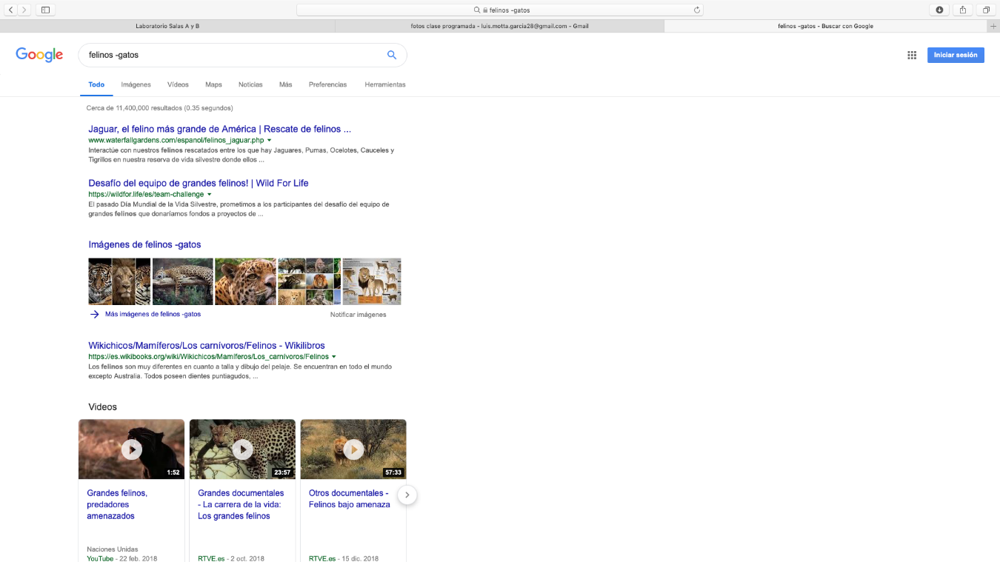 felinos -gatos
Laboratorio Salas A y B
fotos clase programada - luis.motta.garcia28@gmail.com - Gmail
felinos -gatos - Buscar con Google
Google
felinos -gatos
Iniciar sesión
Todo
Imágenes
Vídeos
Maps
Noticias
Más
Preferencias
Herramientas
Cerca de 11,400,000 resultados (0.35 segundos)
Jaguar, el felino más grande de América | Rescate de felinos ...
www.waterfallgardens.com/espanol/felinos_jaguar.php
Interactúe con nuestros felinos rescatados entre los que hay Jaguares, Pumas, Ocelotes, Cauceles y
Tigrillos en nuestra reserva de vida silvestre donde ellos ...
Desafío del equipo de grandes felinos! | Wild For Life
https://wildfor.life/es/team-challenge
El pasado Día Mundial de la Vida Silvestre, prometimos a los participantes del desafío del equipo de
grandes felinos que donaríamos fondos a proyectos de ...
Imágenes de felinos -gatos
Más imágenes de felinos -gatos
Notificar imágenes
Wikichicos/Mamíferos/Los carnívoros/Felinos - Wikilibros
https://es.wikibooks.org/wiki/Wikichicos/Mamíferos/Los_carnívoros/Felinos
Los felinos son muy diferentes en cuanto a talla y dibujo del pelaje. Se encuentran en todo el mundo
excepto Australia. Todos poseen dientes puntiagudos, ...
Videos
1:52
23:57
57:33
Grandes felinos,
predadores
amenazados
Naciones Unidas
YouTube - 22 feb. 2018
Grandes documentales
- La carrera de la vida:
Los grandes felinos
RTVE.es - 2 oct. 2018
Otros documentales -
Felinos bajo amenaza
RTVE.es - 15 dic. 2018